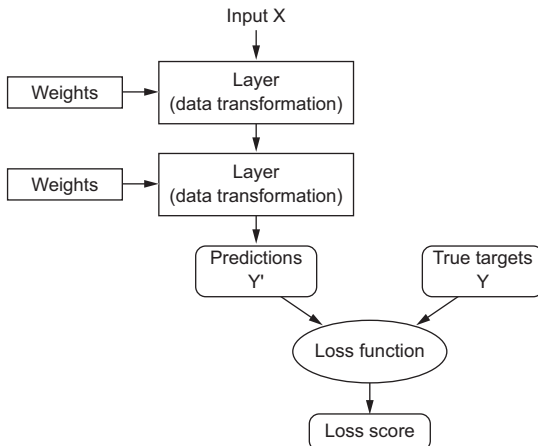 Input X
Weights
Layer
(data transformation)
Weights
Layer
(data transformation)
Predictions
Y'
True targets
Y
Loss function
Loss score